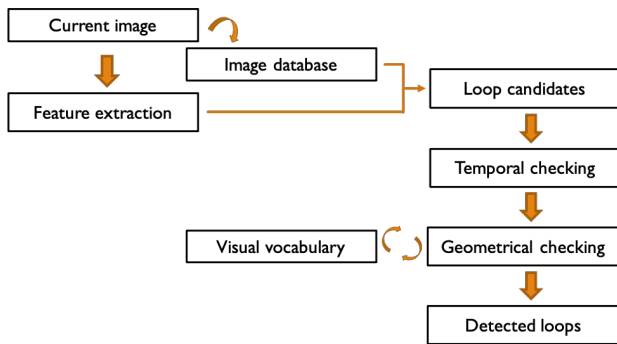 Current image
Image database
Loop candidates
Feature extraction
Temporal checking
Visual vocabulary
Geometrical checking
Detected loops